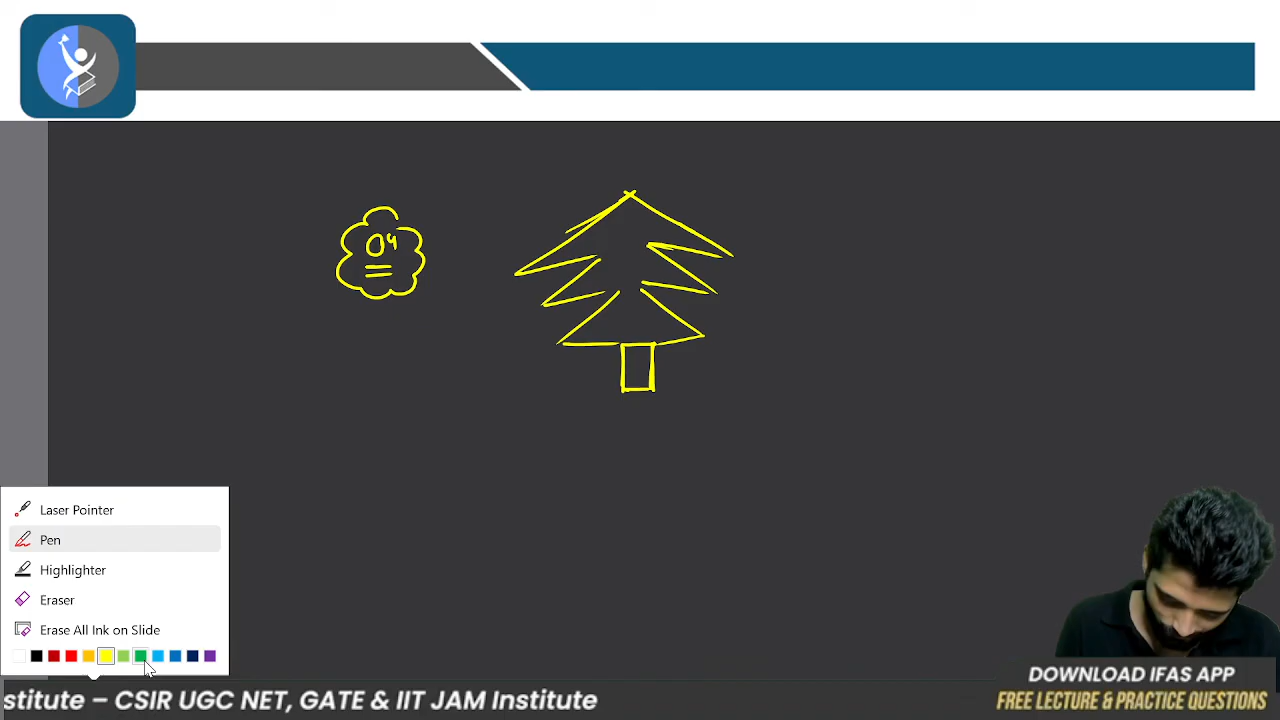 04
Laser Pointer
Pen
Highlighter
Eraser
Erase All Ink on Slide
DOWNLOAD IFAS APP
stitute – CSIR UGC NET, GATE & IIT JAM Institute
FREE LECTURE & PRACTICE QUESTIONS